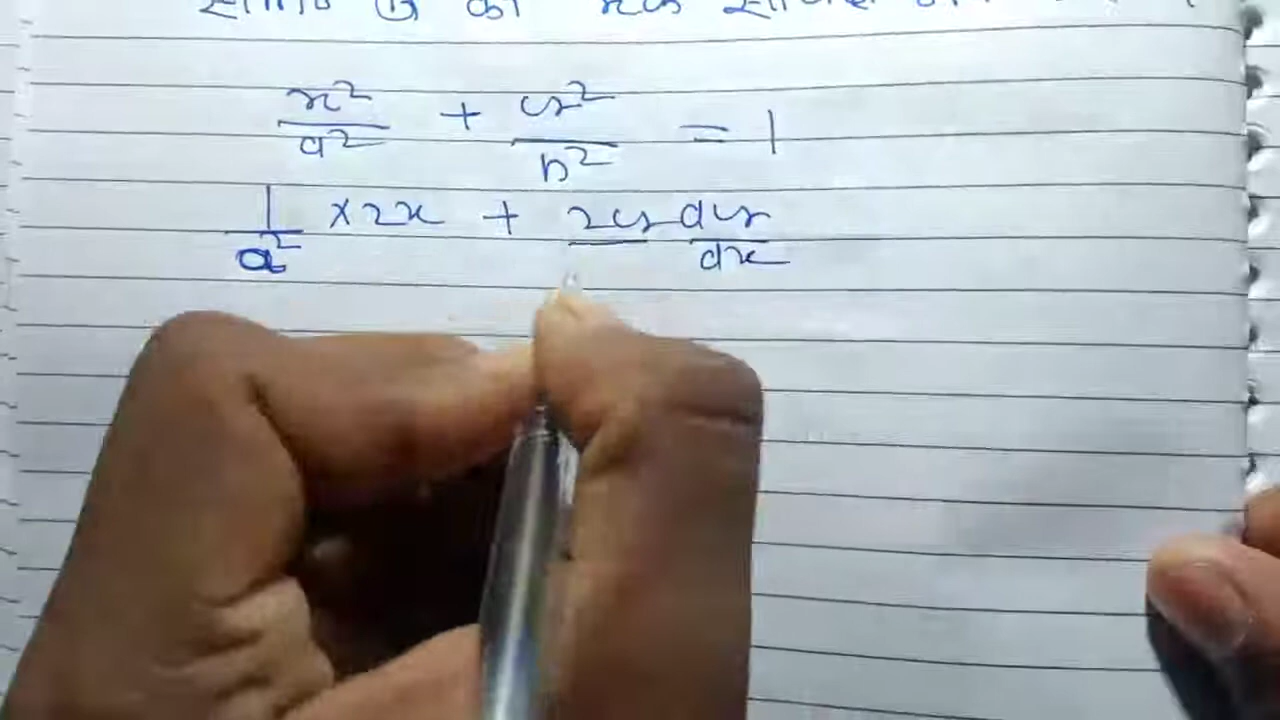 का
x²/a² + y²/b² = 1
1/a² × 2x + 2y dy/dx